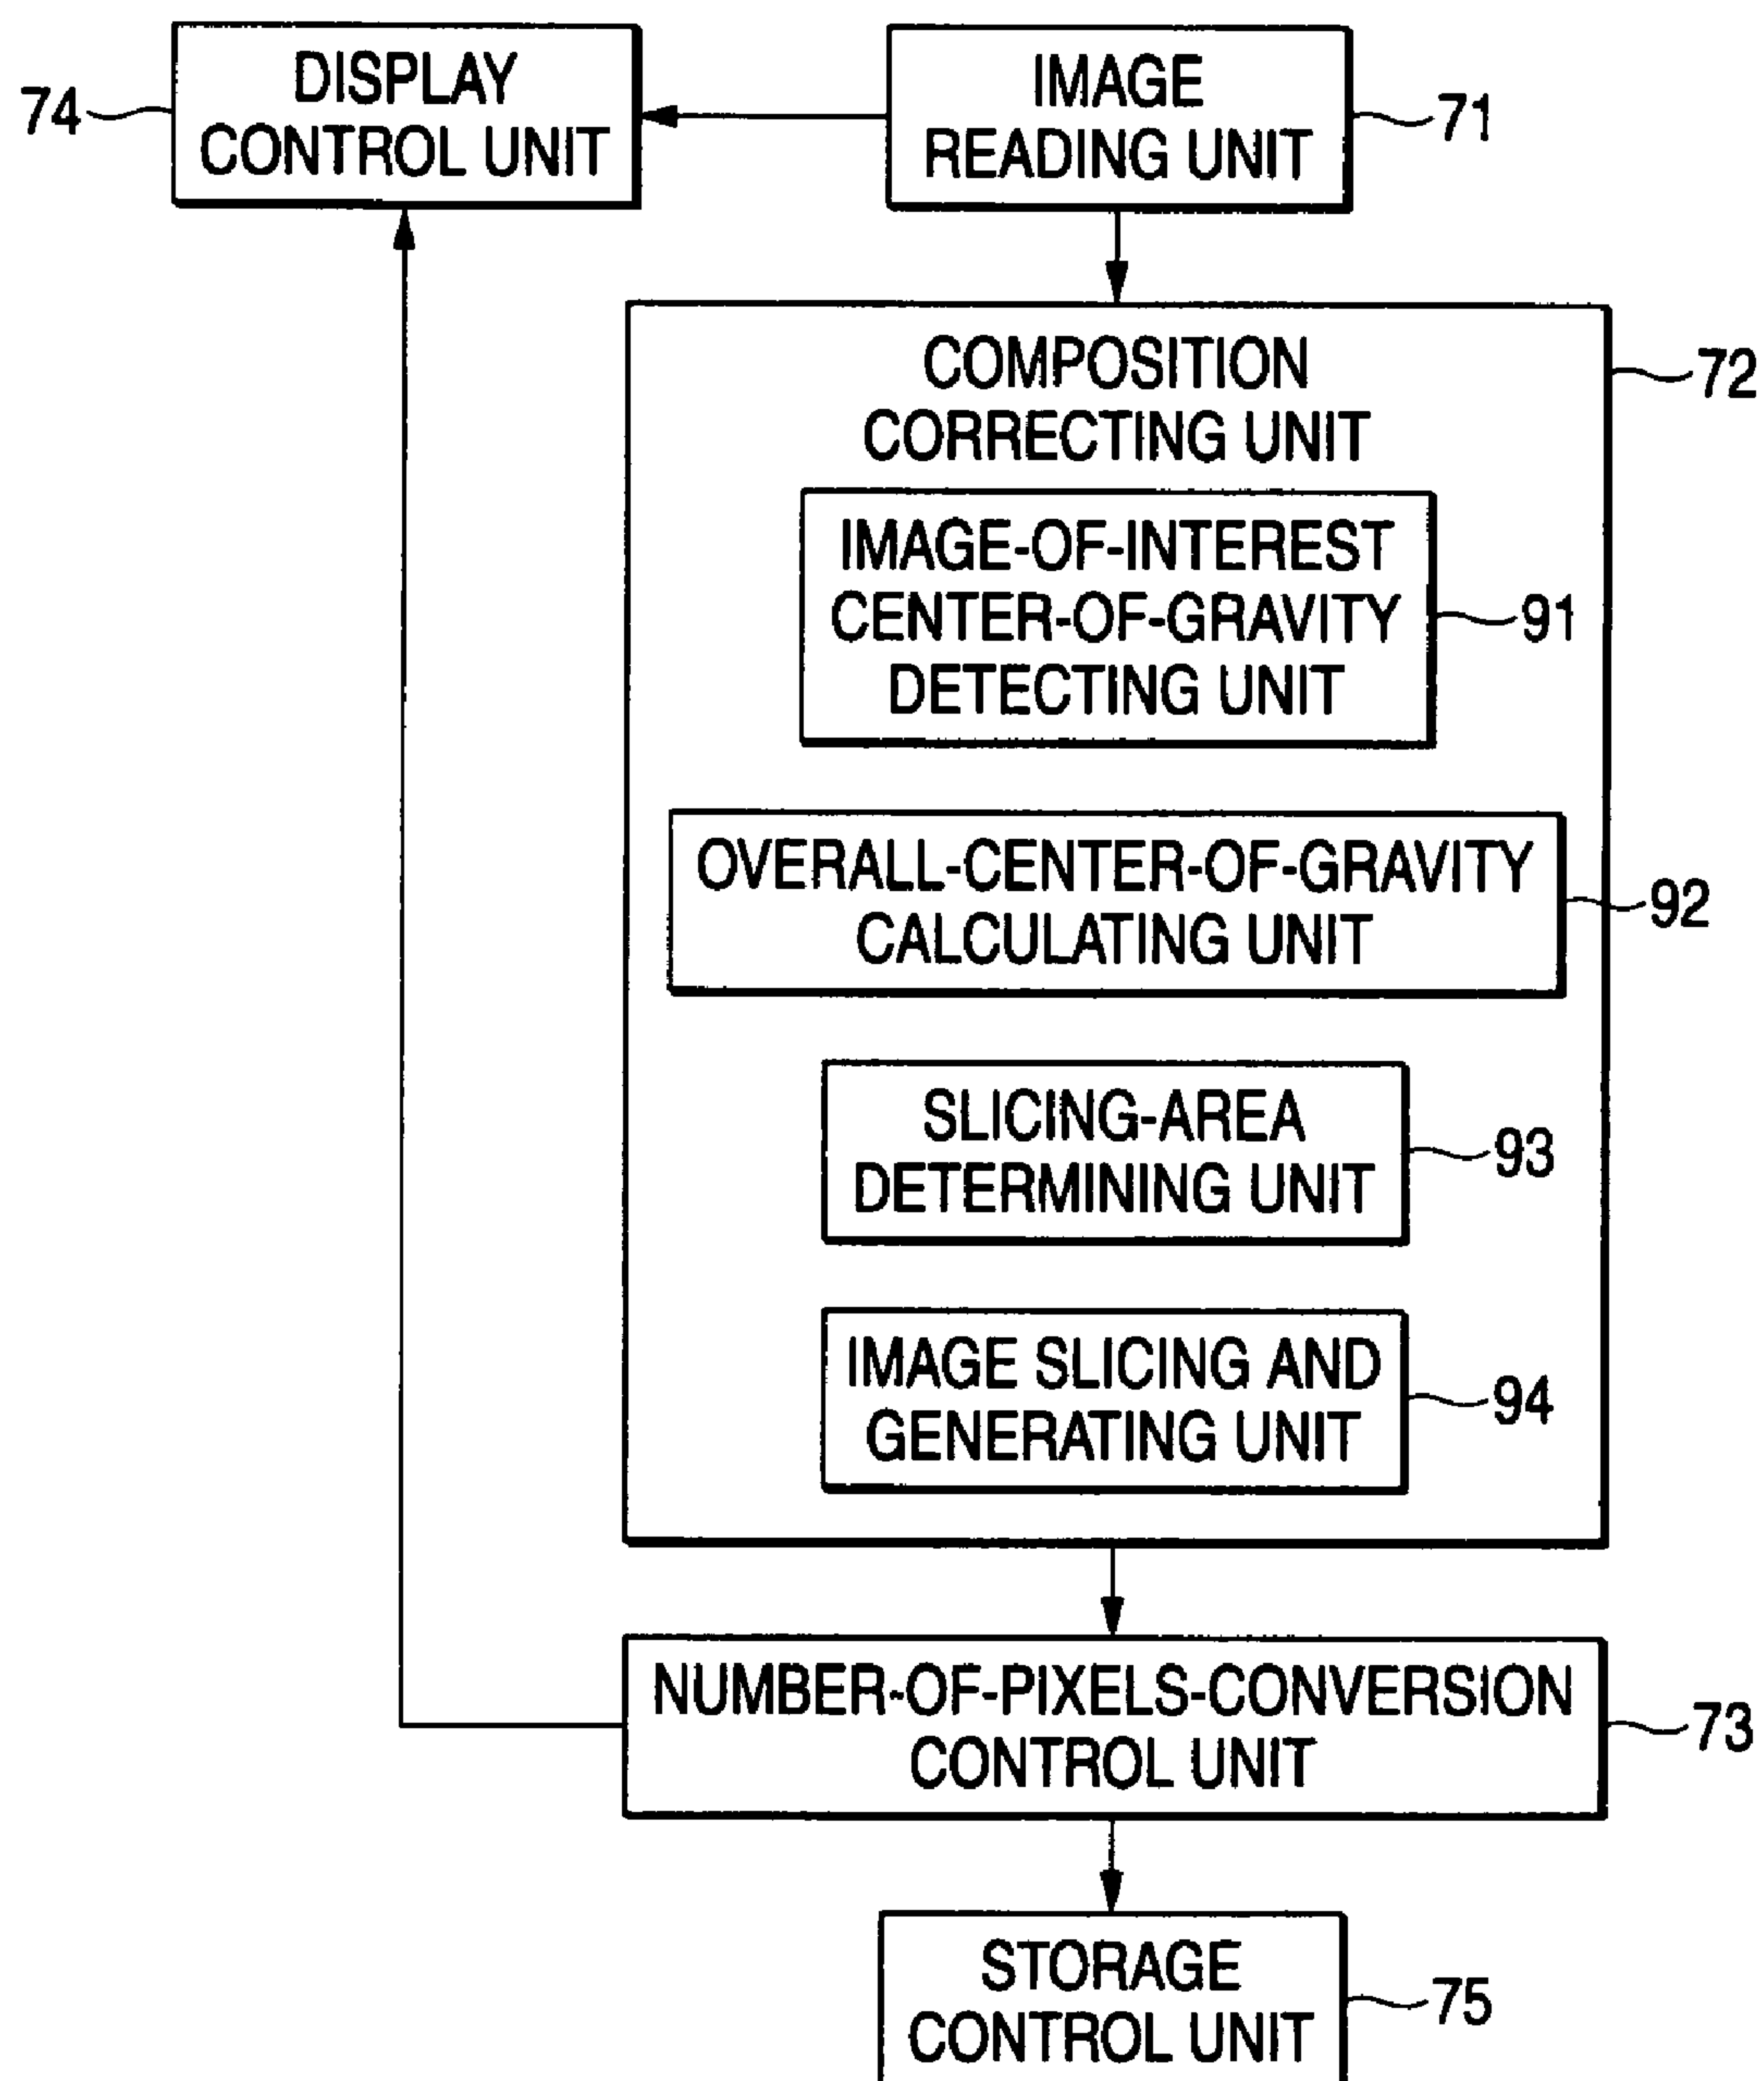 DISPLAY
CONTROL UNIT
74
IMAGE
READING UNIT
71
COMPOSITION
CORRECTING UNIT
72
IMAGE-OF-INTEREST
CENTER-OF-GRAVITY
DETECTING UNIT
91
OVERALL-CENTER-OF-GRAVITY
CALCULATING UNIT
92
SLICING-AREA
DETERMINING UNIT
93
IMAGE SLICING AND
GENERATING UNIT
94
NUMBER-OF-PIXELS-CONVERSION
CONTROL UNIT
73
STORAGE
CONTROL UNIT
75